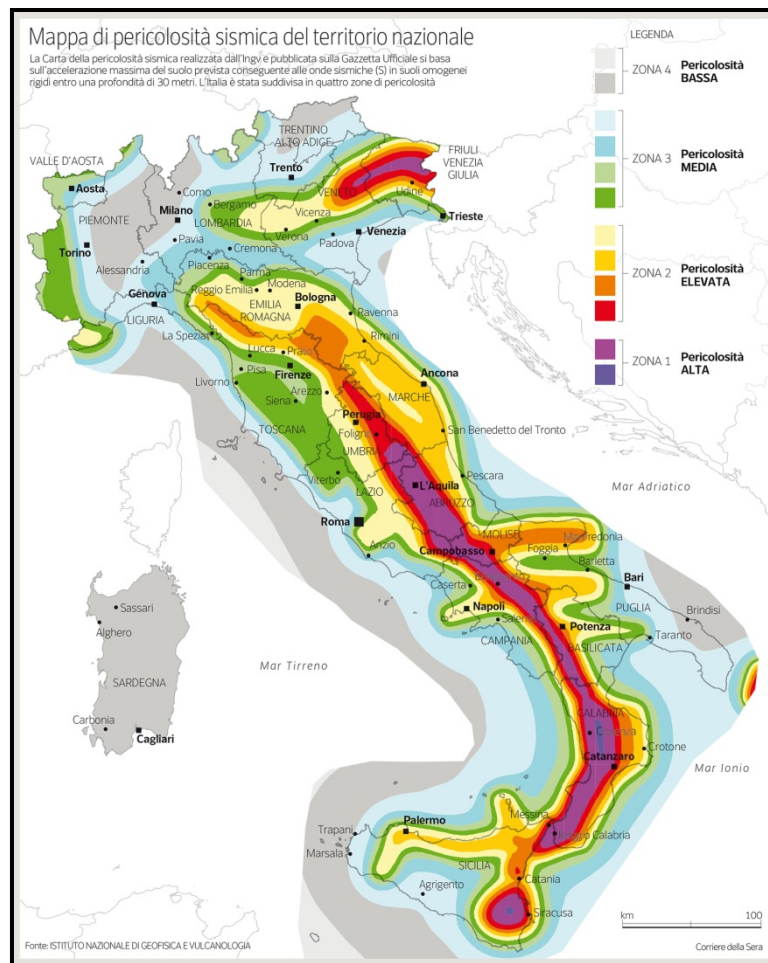 Mappa di pericolosità sismica del territorio nazionale
La Carta della pericolosità sismica realizzata dall'Ingv e pubblicata sulla Gazzetta Ufficiale si basa
sull'accelerazione massima del suolo prevista conseguente alle onde sismiche (S) in suoli omogenei
rigidi entro una profondità di 30 metri. L'Italia è stata suddivisa in quattro zone di pericolosità
LEGENDA
ZONA 4 Pericolosità
BASSA
ZONA 3 Pericolosità
MEDIA
ZONA 2 Pericolosità
ELEVATA
ZONA 1 Pericolosità
ALTA
TRENTINO
ALTO ADIGE
FRIULI
VENEZIA
GIULIA
VALLE D'AOSTA
Trento
Aosta
Como
VENETO
Udine
Bergamo
PIEMONTE
Milano
LOMBARDIA
Vicenza
Trieste
Verona
Venezia
Padova
Torino
Pavia
Cremona
Alessandria
Piacenza
Parma
Modena
Genova
Reggio Emilia
Bologna
EMILIA
ROMAGNA
Ravenna
LIGURIA
La Spezia
Rimini
Lucca
Prato
Pisa
Firenze
Ancona
Livorno
Arezzo
MARCHE
Siena
TOSCANA
Perugia
Foligno
San Benedetto del Tronto
UMBRIA
Viterbo
L'Aquila
Pescara
LAZIO
ABRUZZO
Mar Adriatico
Roma
MOLISE
Anzio
Campobasso
Manfredonia
Foggia
Barletta
Caserta
Bari
Napoli
PUGLIA
Brindisi
Salerno
Potenza
CAMPANIA
BASILICATA
Taranto
Sassari
Alghero
Mar Tirreno
SARDEGNA
Carbonia
Cagliari
CALABRIA
Cosenza
Crotone
Catanzaro
Mar Ionio
Messina
Palermo
Trapani
Reggio Calabria
Marsala
SICILIA
Catania
Agrigento
Siracusa
km 100
Fonte: ISTITUTO NAZIONALE DI GEOFISICA E VULCANOLOGIA
Corriere della Sera